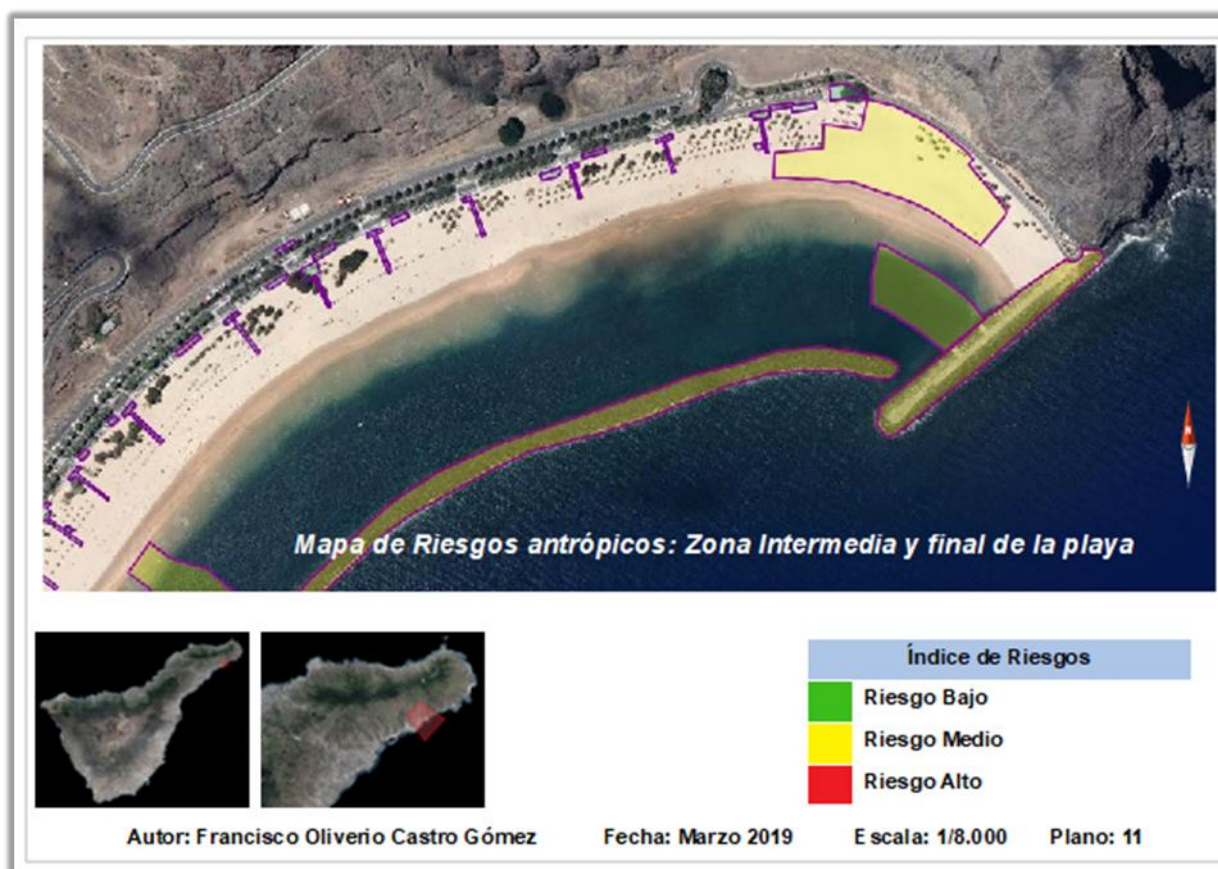 Mapa de Riesgos antrópicos: Zona Intermedia y final de la playa
Índice de Riesgos
Riesgo Bajo
Riesgo Medio
Riesgo Alto
Autor: Francisco Oliverio Castro Gómez Fecha: Marzo 2019 Escala: 1/8.000 Plano: 11